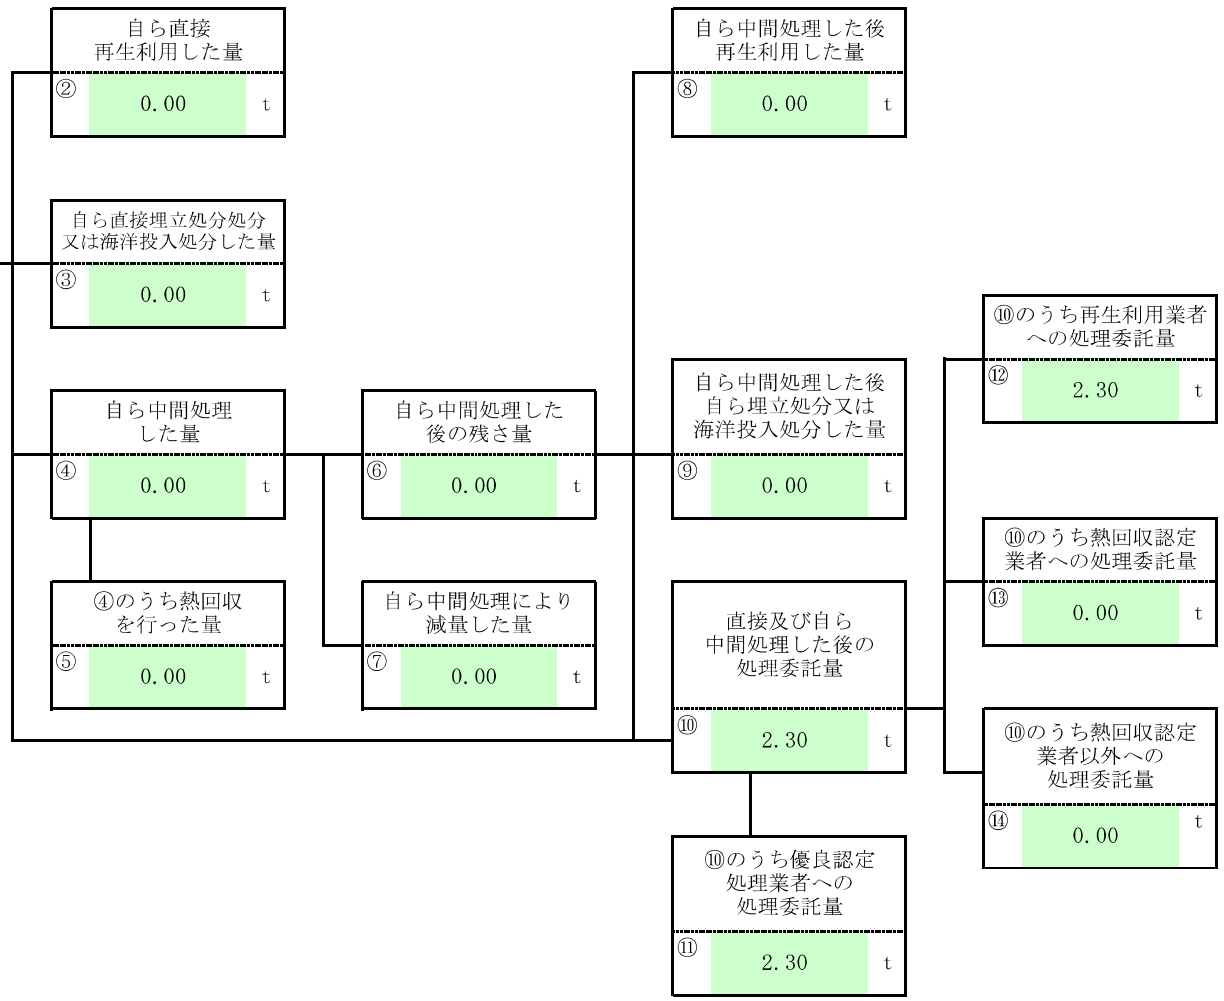 自ら直接
再生利用した量
② 0.00 t
自ら中間処理した後
再生利用した量
⑧ 0.00 t
自ら直接埋立処分処分
又は海洋投入処分した量
③ 0.00 t
⑩のうち再生利用業者
への処理委託量
⑫ 2.30 t
自ら中間処理
した量
④ 0.00 t
自ら中間処理した
後の残さ量
⑥ 0.00 t
自ら中間処理した後
自ら埋立処分又は
海洋投入処分した量
⑨ 0.00 t
⑩のうち熱回収認定
業者への処理委託量
⑬ 0.00 t
④のうち熱回収
を行った量
⑤ 0.00 t
自ら中間処理により
減量した量
⑦ 0.00 t
直接及び自ら
中間処理した後の
処理委託量
⑩ 2.30 t
⑩のうち熱回収認定
業者以外への
処理委託量
⑭ 0.00 t
⑩のうち優良認定
処理業者への
処理委託量
⑪ 2.30 t